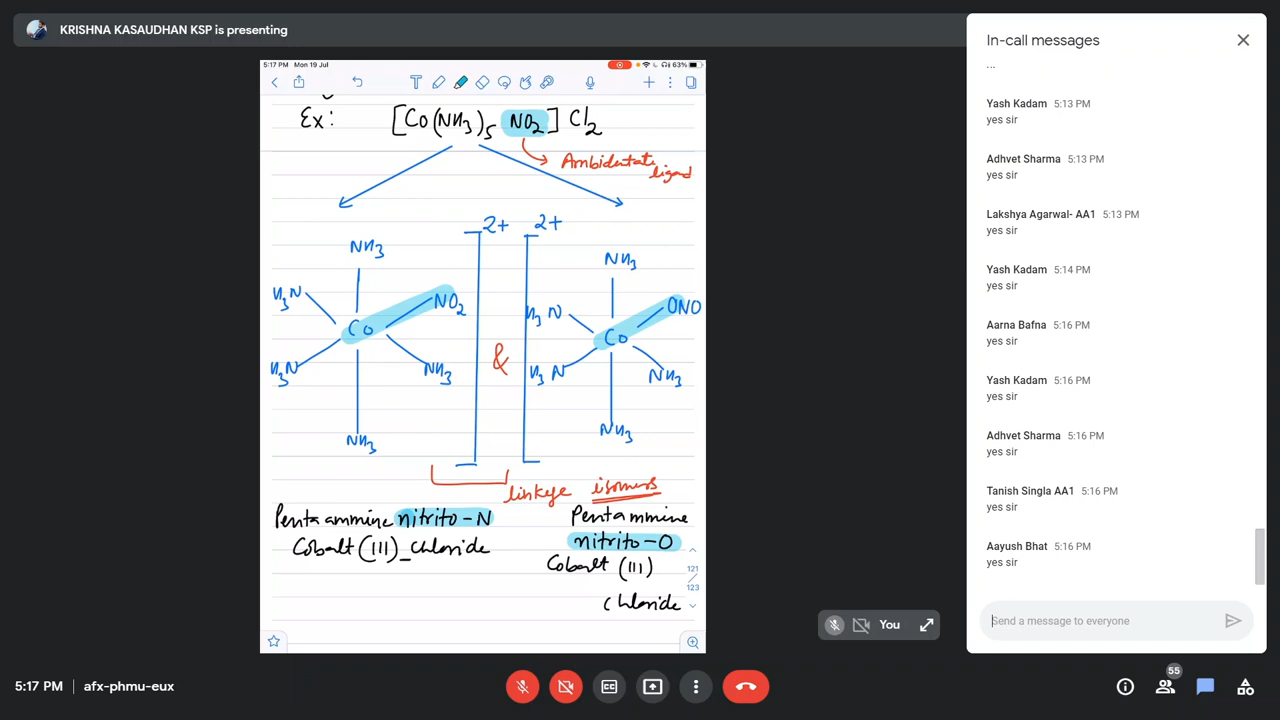 KRISHNA KASAUDHAN KSP is presenting
5:17 PM Mon 19 Jul
63%
Ex: [Co(NH3)5 NO2] Cl2
Ambidentate
ligand
2+ 2+
NH3
NH3
H3N
NO2
H3N
ONO
Co
Co
&
H3N
NH3
H3N
NH3
NH3
NH3
linkage isomers
Pentaammine nitrito-N
Cobalt (III)_chloride
Pentammine
nitrito-O
Cobalt (III)
chloride
121
123
In-call messages
...
Yash Kadam 5:13 PM
yes sir
Adhvet Sharma 5:13 PM
yes sir
Lakshya Agarwal- AA1 5:13 PM
yes sir
Yash Kadam 5:14 PM
yes sir
Aarna Bafna 5:16 PM
yes sir
Yash Kadam 5:16 PM
yes sir
Adhvet Sharma 5:16 PM
yes sir
Tanish Singla AA1 5:16 PM
yes sir
Aayush Bhat 5:16 PM
yes sir
Send a message to everyone
You
5:17 PM | afx-phmu-eux
55